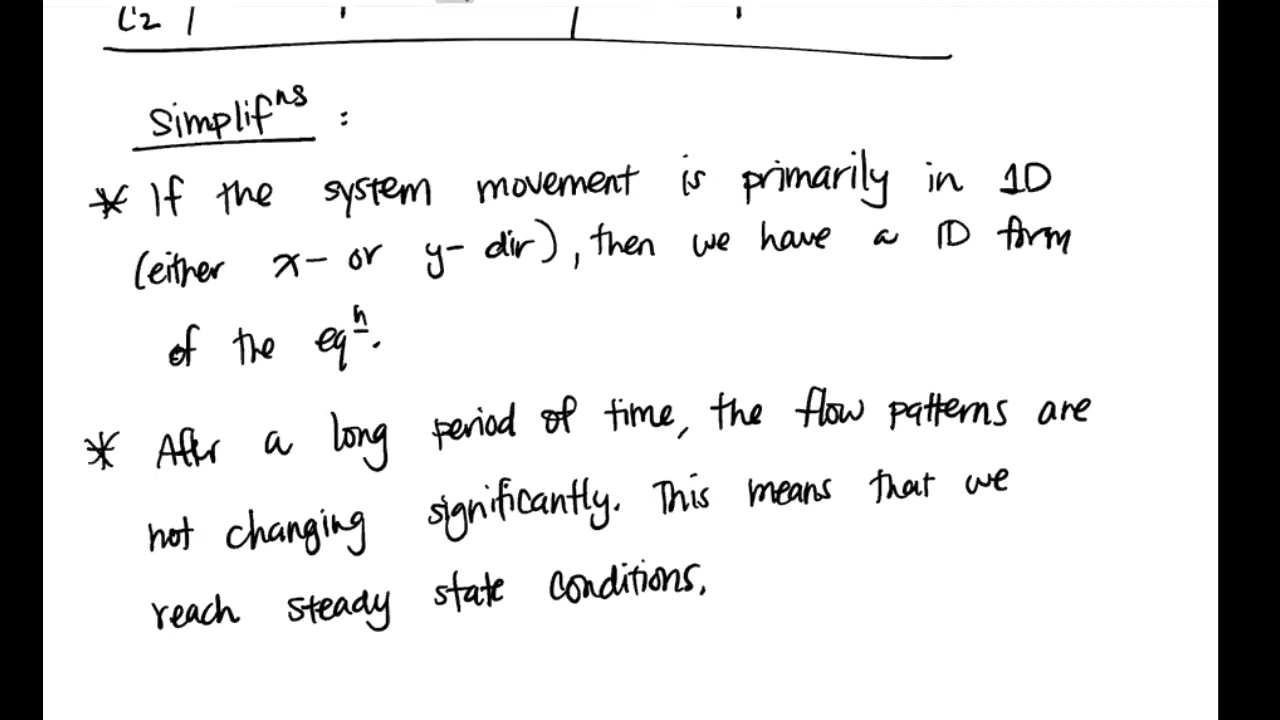 Simplifⁿˢ :
* If the system movement is primarily in 1D
(either x- or y-dir), then we have a 1D form
of the eqⁿ.
* After a long period of time, the flow patterns are
not changing significantly. This means that we
reach steady state conditions.